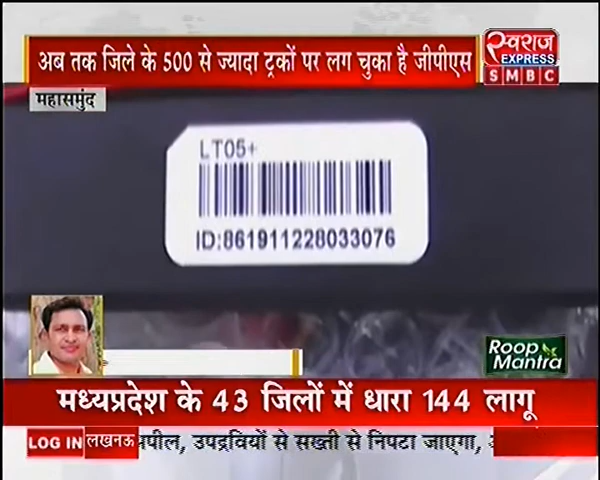 अब तक जिले के 500 से ज्यादा ट्रकों पर लग चुका है जीपीएस
स्वराज
EXPRESS
SMBC
महासमुंद
LT05+
ID:861911228033076
Roop
Mantra
मध्यप्रदेश के 43 जिलों में धारा 144 लागू
LOG IN लखनऊ उपद्रवियों से सख्ती से निपटा जाएगा,